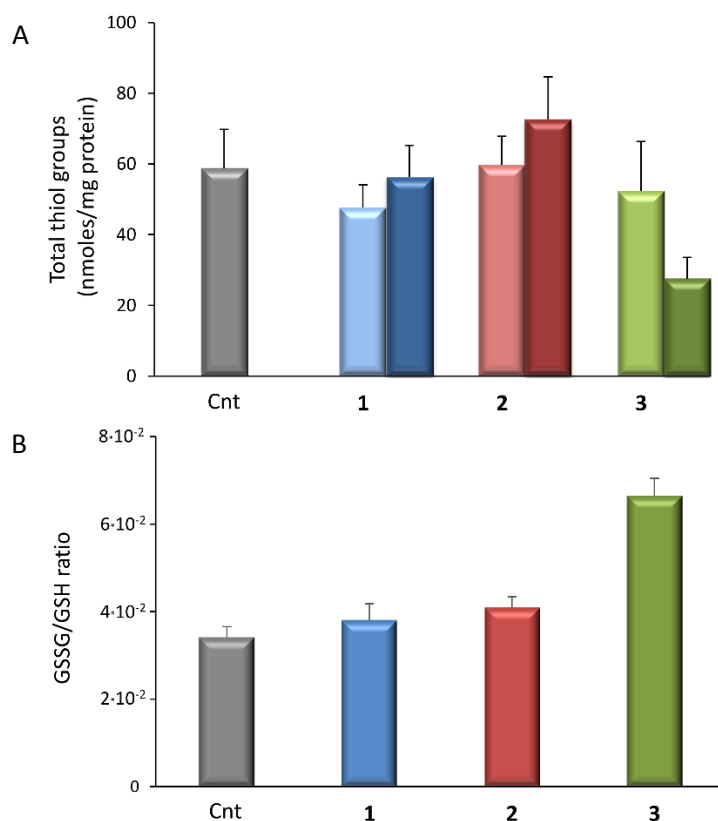 A
Total thiol groups
(nmoles/mg protein)
100
80
60
40
20
0
Cnt 1 2 3
B
GSSG/GSH ratio
8·10⁻²
6·10⁻²
4·10⁻²
2·10⁻²
0
Cnt 1 2 3